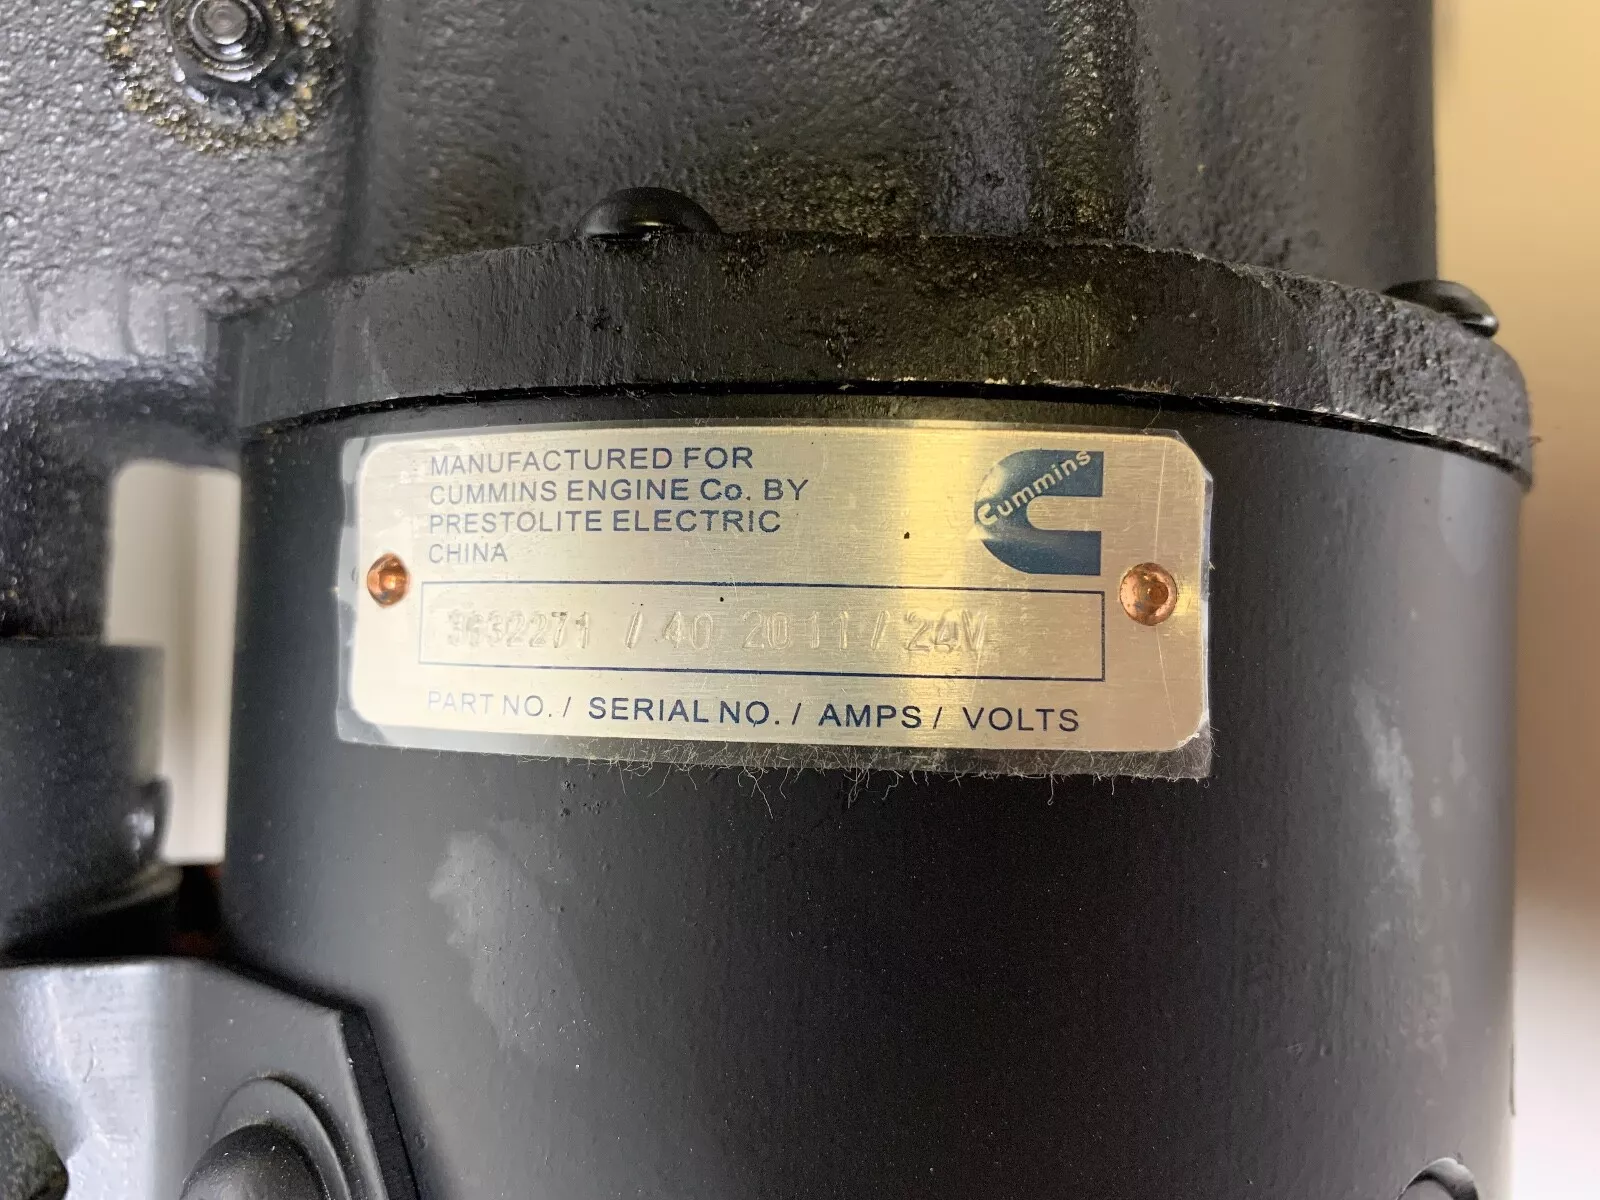 MANUFACTURED FOR
CUMMINS ENGINE Co. BY
PRESTOLITE ELECTRIC
CHINA
Cummins
3632271 / 40 2011 / 24V
PART NO. / SERIAL NO. / AMPS / VOLTS